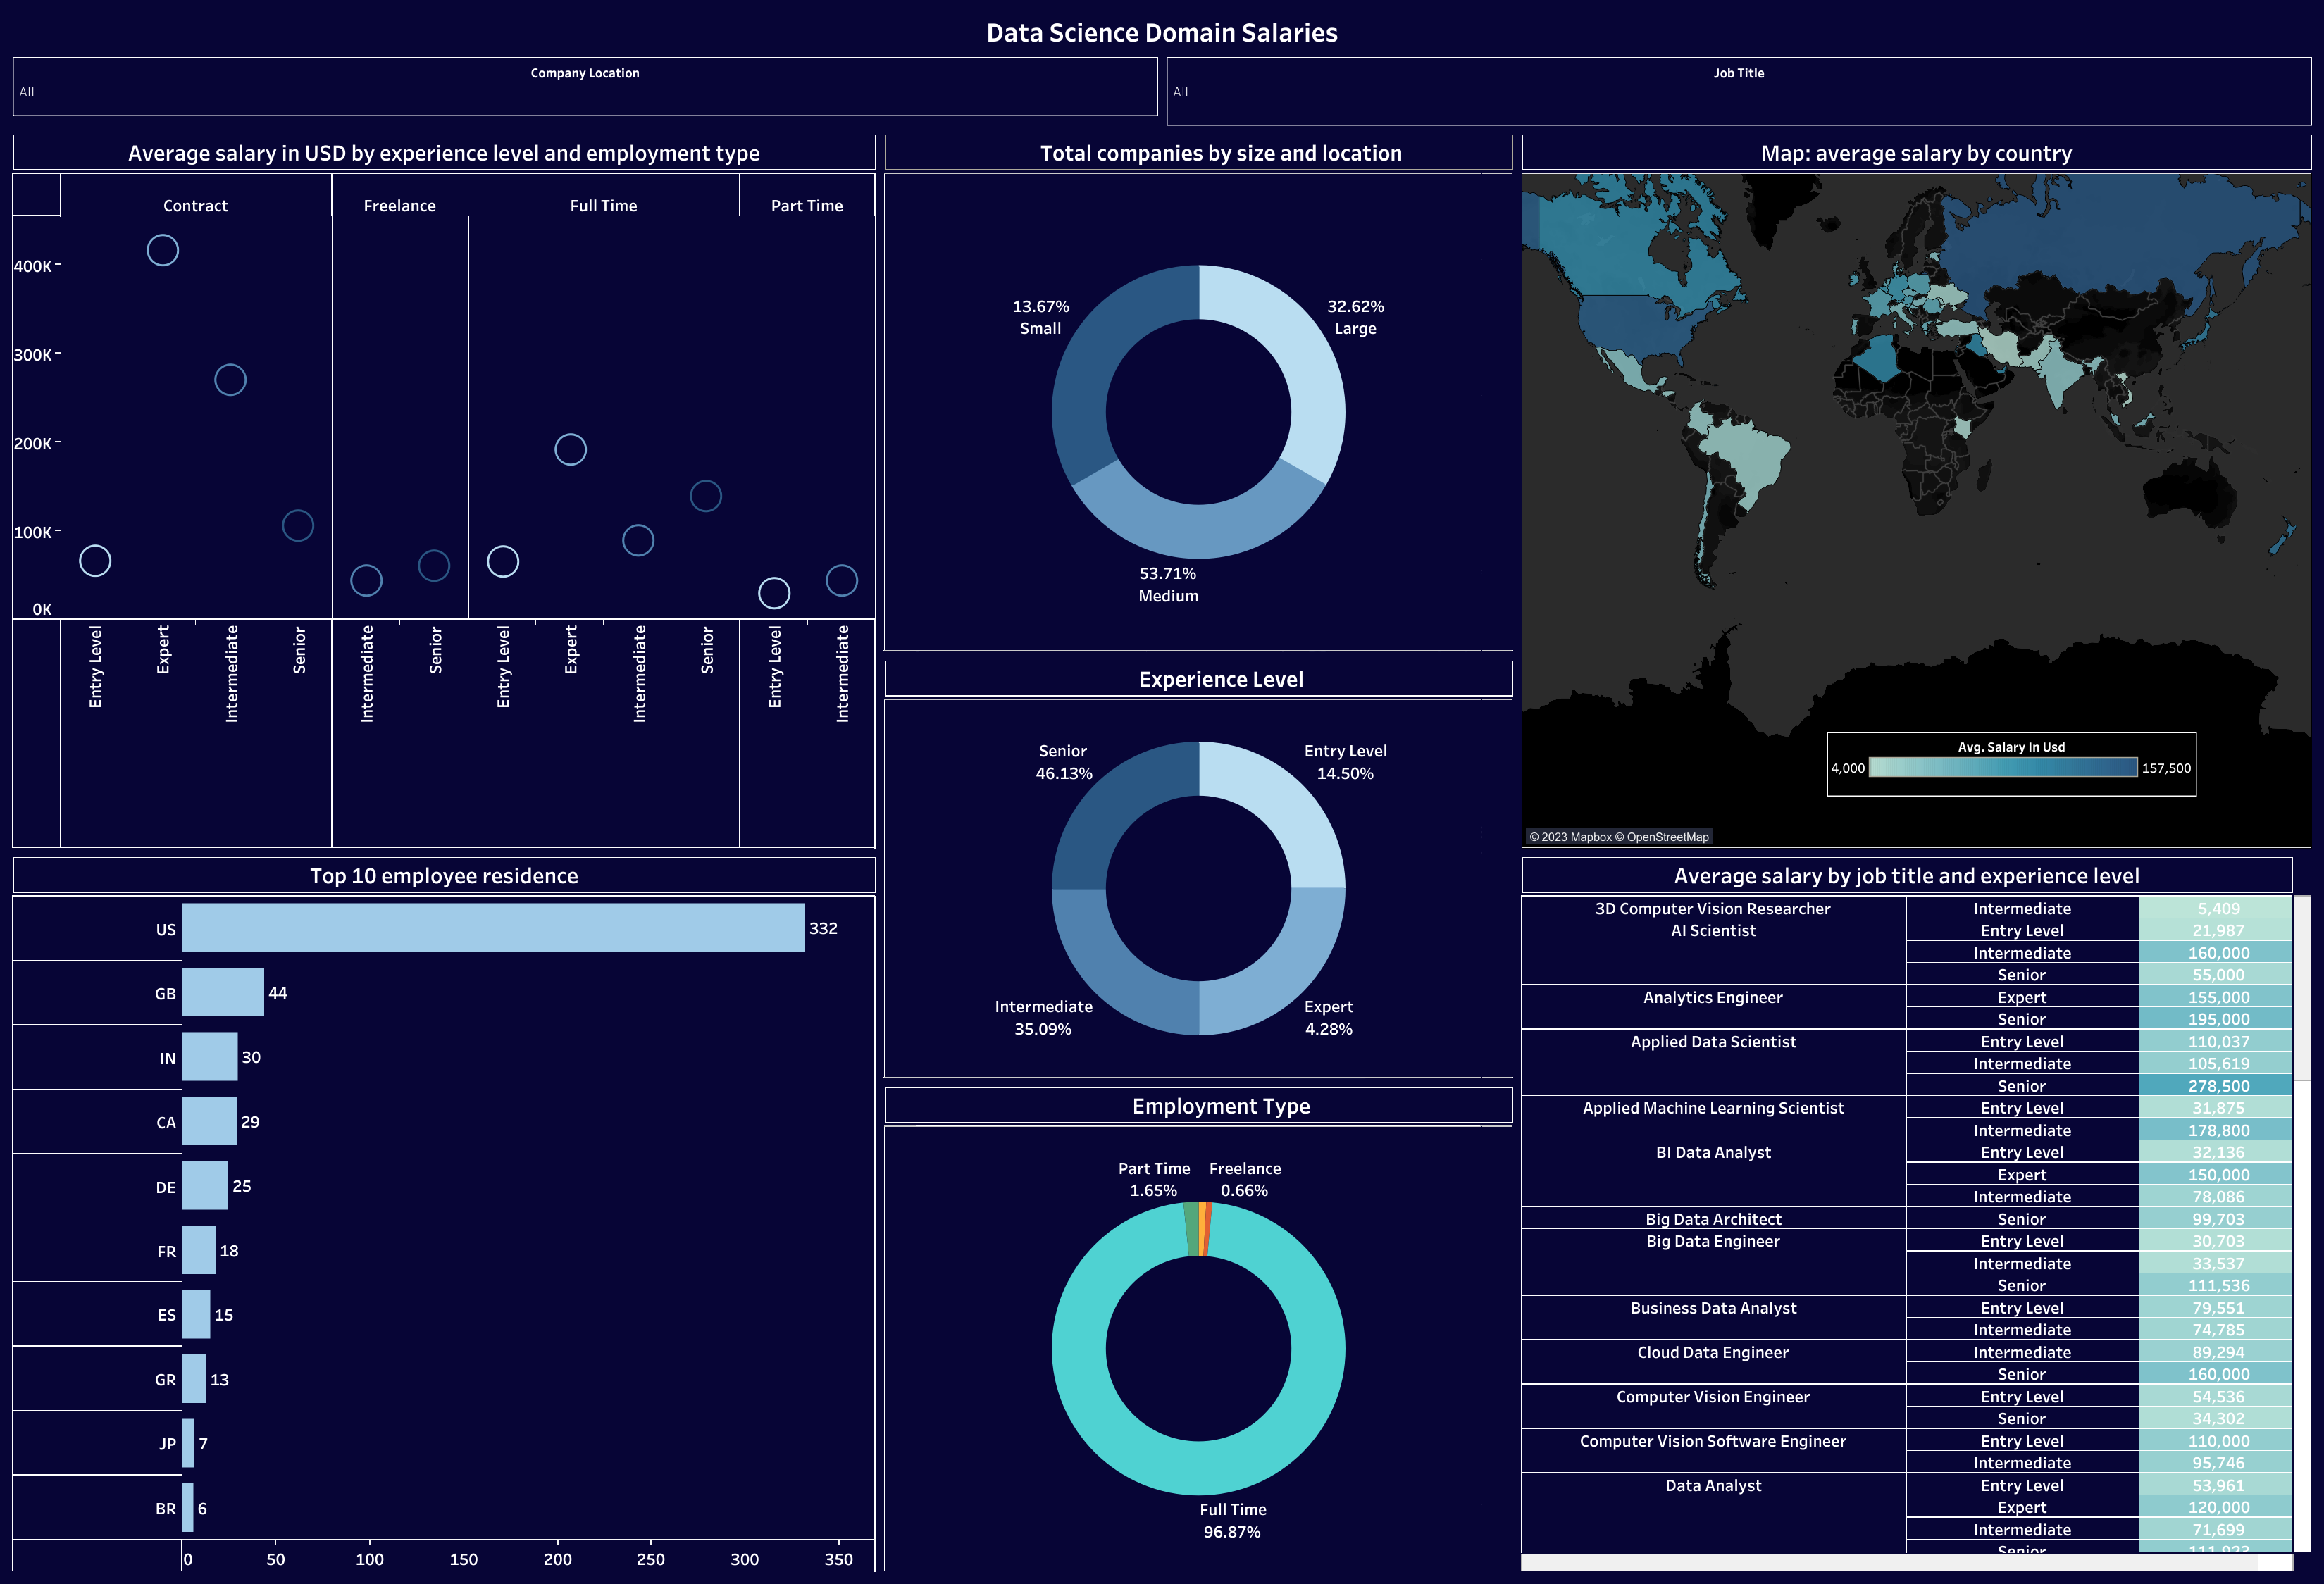 Data Science Domain Salaries
Company Location
All
Job Title
All
Average salary in USD by experience level and employment type
Contract
Freelance
Full Time
Part Time
400K
300K
200K
100K
0K
Entry Level
Expert
Intermediate
Senior
Intermediate
Senior
Entry Level
Expert
Intermediate
Senior
Entry Level
Intermediate
Total companies by size and location
13.67%
Small
32.62%
Large
53.71%
Medium
Map: average salary by country
Avg. Salary In Usd
4,000
157,500
© 2023 Mapbox © OpenStreetMap
Experience Level
Senior
46.13%
Entry Level
14.50%
Intermediate
35.09%
Expert
4.28%
Top 10 employee residence
US 332
GB 44
IN 30
CA 29
DE 25
FR 18
ES 15
GR 13
JP 7
BR 6
0 50 100 150 200 250 300 350
Employment Type
Part Time
1.65%
Freelance
0.66%
Full Time
96.87%
Average salary by job title and experience level
3D Computer Vision Researcher Intermediate 5,409
AI Scientist Entry Level 21,987
Intermediate 160,000
Senior 55,000
Analytics Engineer Expert 155,000
Senior 195,000
Applied Data Scientist Entry Level 110,037
Intermediate 105,619
Senior 278,500
Applied Machine Learning Scientist Entry Level 31,875
Intermediate 178,800
BI Data Analyst Entry Level 32,136
Expert 150,000
Intermediate 78,086
Big Data Architect Senior 99,703
Big Data Engineer Entry Level 30,703
Intermediate 33,537
Senior 111,536
Business Data Analyst Entry Level 79,551
Intermediate 74,785
Cloud Data Engineer Intermediate 89,294
Senior 160,000
Computer Vision Engineer Entry Level 54,536
Senior 34,302
Computer Vision Software Engineer Entry Level 110,000
Intermediate 95,746
Data Analyst Entry Level 53,961
Expert 120,000
Intermediate 71,699
Senior